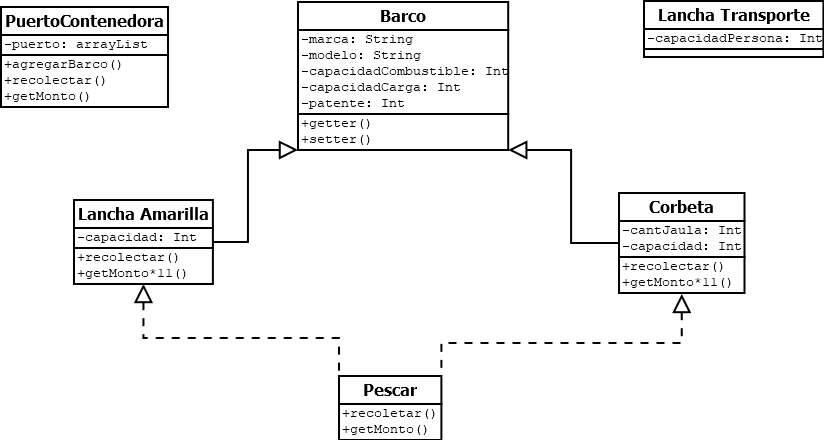 PuertoContenedora
-puerto: arrayList
+agregarBarco()
+recolectar()
+getMonto()
Barco
-marca: String
-modelo: String
-capacidadCombustible: Int
-capacidadCarga: Int
-patente: Int
+getter()
+setter()
Lancha Transporte
-capacidadPersona: Int
Lancha Amarilla
-capacidad: Int
+recolectar()
+getMonto*11()
Corbeta
-cantJaula: Int
-capacidad: Int
+recolectar()
+getMonto*11()
Pescar
+recoletar()
+getMonto()